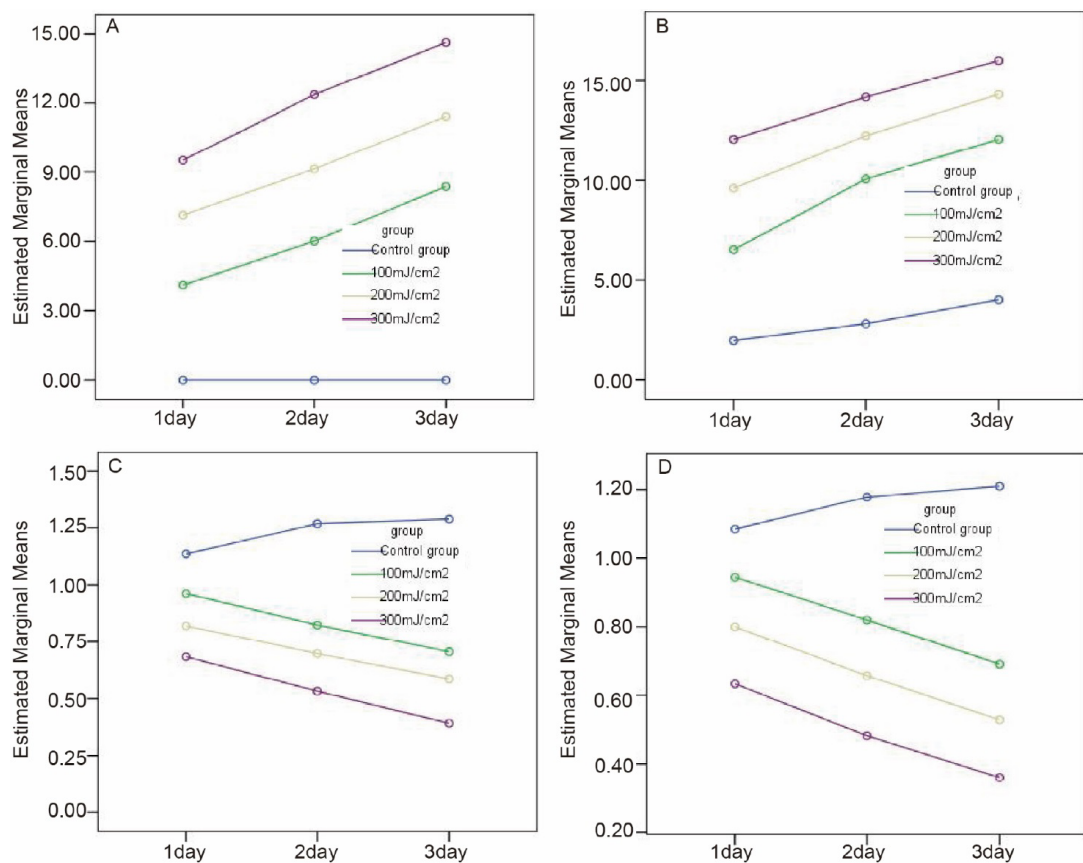 A
Estimated Marginal Means
15.00
12.00
9.00
6.00
3.00
0.00
group
Control group
100mJ/cm2
200mJ/cm2
300mJ/cm2
1day 2day 3day
B
Estimated Marginal Means
15.00
10.00
5.00
0.00
group
Control group
100mJ/cm2
200mJ/cm2
300mJ/cm2
1day 2day 3day
C
Estimated Marginal Means
1.50
1.25
1.00
0.75
0.50
0.25
0.00
group
Control group
100mJ/cm2
200mJ/cm2
300mJ/cm2
1day 2day 3day
D
Estimated Marginal Means
1.20
1.00
0.80
0.60
0.40
0.20
group
Control group
100mJ/cm2
200mJ/cm2
300mJ/cm2
1day 2day 3day